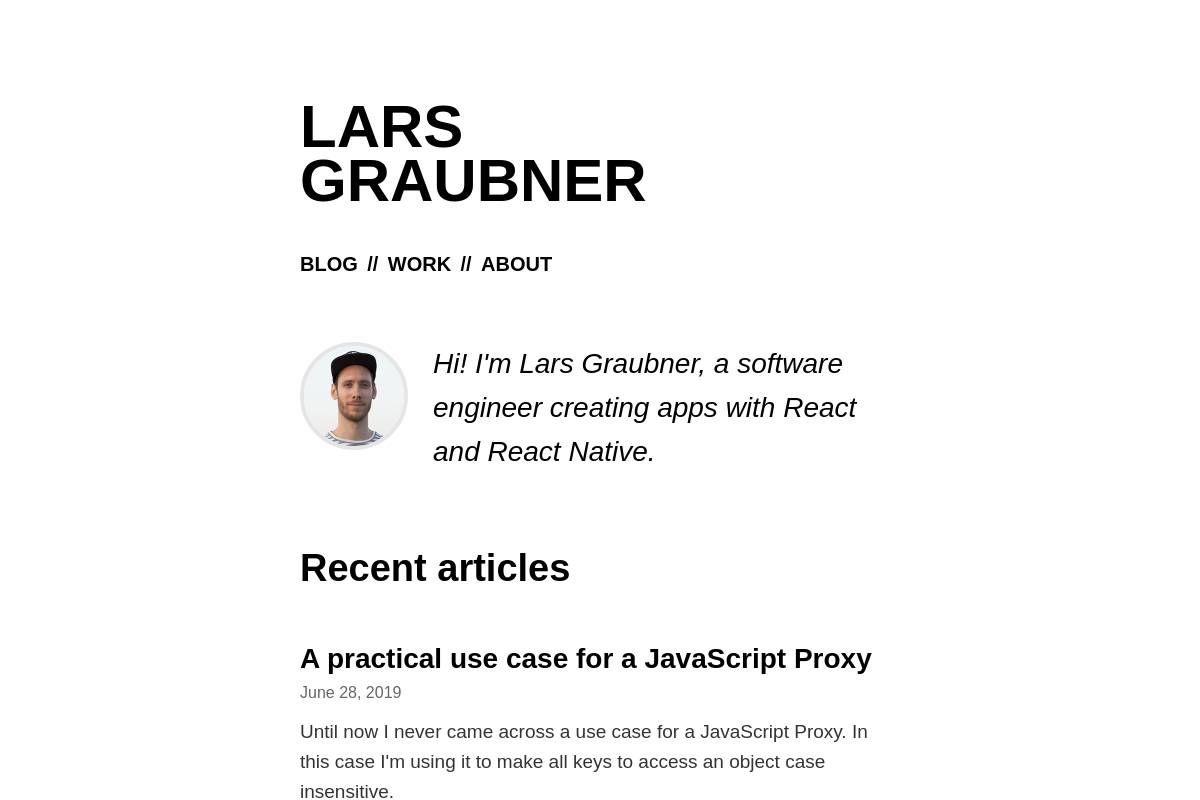 LARS
GRAUBNER
BLOG // WORK // ABOUT
Hi! I'm Lars Graubner, a software
engineer creating apps with React
and React Native.
Recent articles
A practical use case for a JavaScript Proxy
June 28, 2019
Until now I never came across a use case for a JavaScript Proxy. In
this case I'm using it to make all keys to access an object case
insensitive.